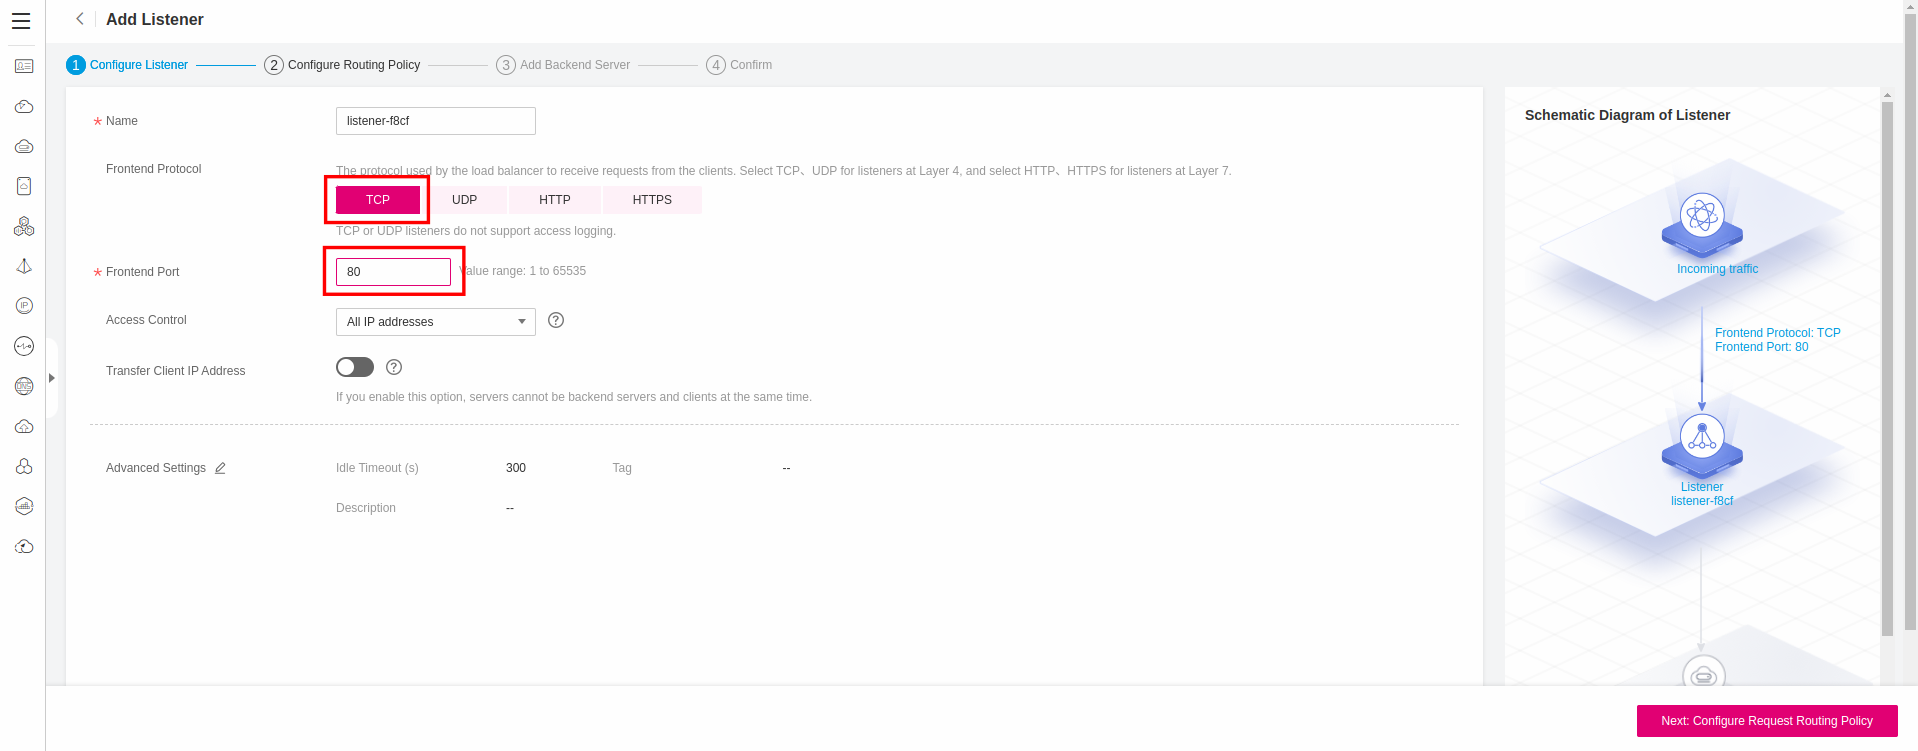 Add Listener
1 Configure Listener 2 Configure Routing Policy 3 Add Backend Server 4 Confirm
* Name listener-f8cf
Frontend Protocol The protocol used by the load balancer to receive requests from the clients. Select TCP、UDP for listeners at Layer 4, and select HTTP、HTTPS for listeners at Layer 7.
TCP UDP HTTP HTTPS
TCP or UDP listeners do not support access logging.
* Frontend Port 80 Value range: 1 to 65535
Access Control All IP addresses ?
Transfer Client IP Address ?
If you enable this option, servers cannot be backend servers and clients at the same time.
Advanced Settings Idle Timeout (s) 300 Tag --
Description --
Schematic Diagram of Listener
Incoming traffic
Frontend Protocol: TCP
Frontend Port: 80
Listener
listener-f8cf
IP
DNS
Next: Configure Request Routing Policy